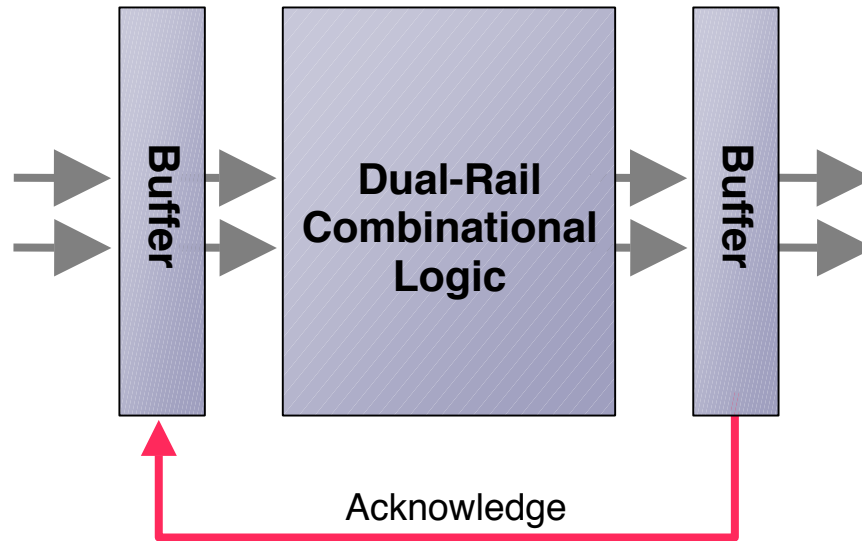 Buffer
Dual-Rail
Combinational
Logic
Buffer
Acknowledge